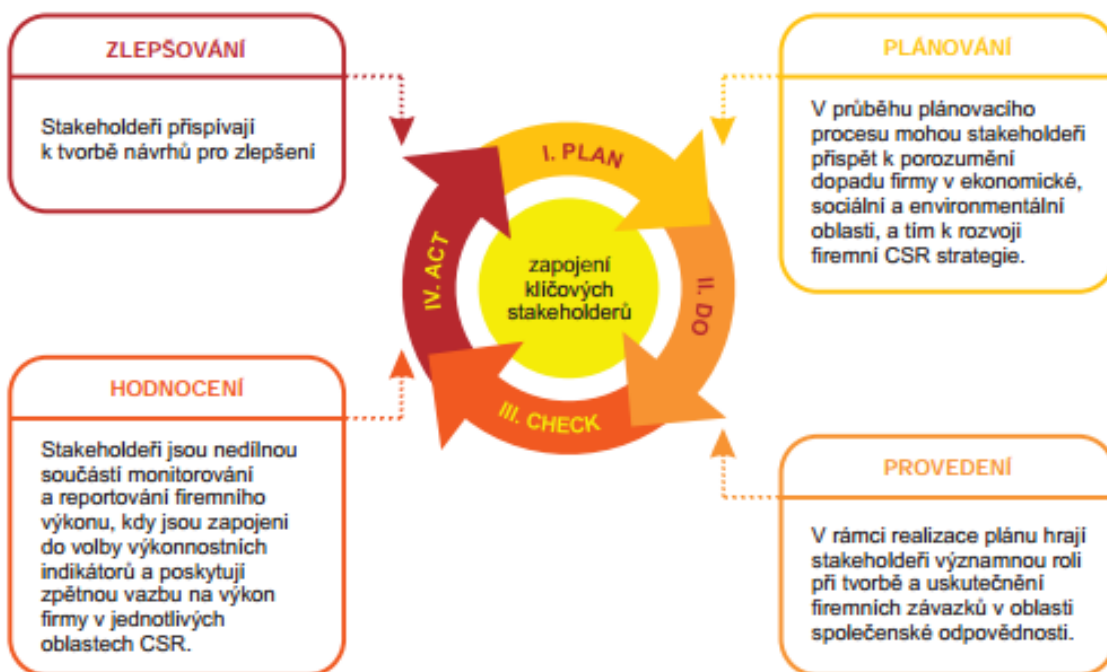 ZLEPŠOVÁNÍ
Stakeholdeři přispívají
k tvorbě návrhů pro zlepšení
PLÁNOVÁNÍ
V průběhu plánovacího
procesu mohou stakeholdeři
přispět k porozumění
dopadu firmy v ekonomické,
sociální a environmentální
oblasti, a tím k rozvoji
firemní CSR strategie.
I. PLAN
II. DO
III. CHECK
IV. ACT
zapojení
klíčových
stakeholderů
HODNOCENÍ
Stakeholdeři jsou nedílnou
součástí monitorování
a reportování firemního
výkonu, kdy jsou zapojeni
do volby výkonnostních
indikátorů a poskytují
zpětnou vazbu na výkon
firmy v jednotlivých
oblastech CSR.
PROVEDENÍ
V rámci realizace plánu hrají
stakeholdeři významnou roli
při tvorbě a uskutečnění
firemních závazků v oblasti
společenské odpovědnosti.